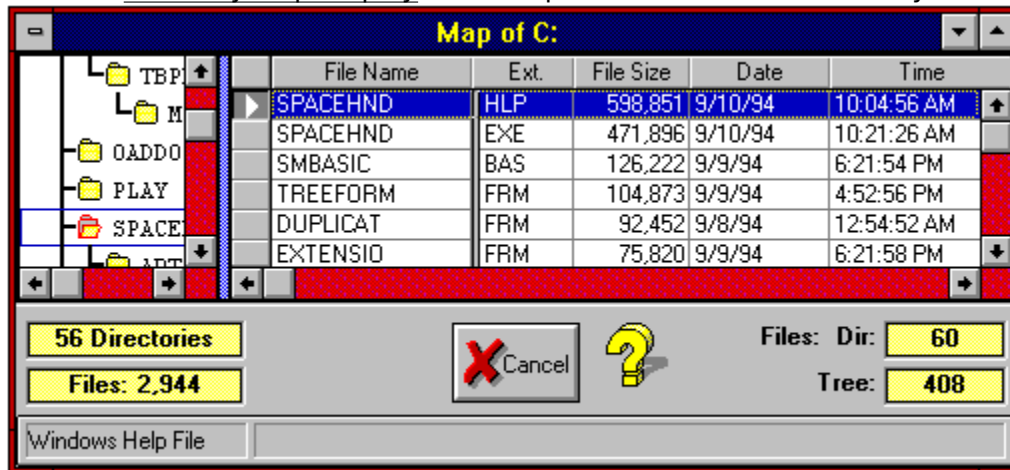 Map of C:
File Name Ext. File Size Date Time
SPACEHND HLP 598,851 9/10/94 10:04:56 AM
SPACEHND EXE 471,896 9/10/94 10:21:26 AM
SMBASIC BAS 126,222 9/9/94 6:21:54 PM
TREEFORM FRM 104,873 9/9/94 4:52:56 PM
DUPLICAT FRM 92,452 9/8/94 12:54:52 AM
EXTENSIO FRM 75,820 9/9/94 6:21:58 PM
TBP
M
OADDO
PLAY
SPACE
56 Directories
Files: 2,944
Cancel
Files: Dir: 60
Tree: 408
Windows Help File